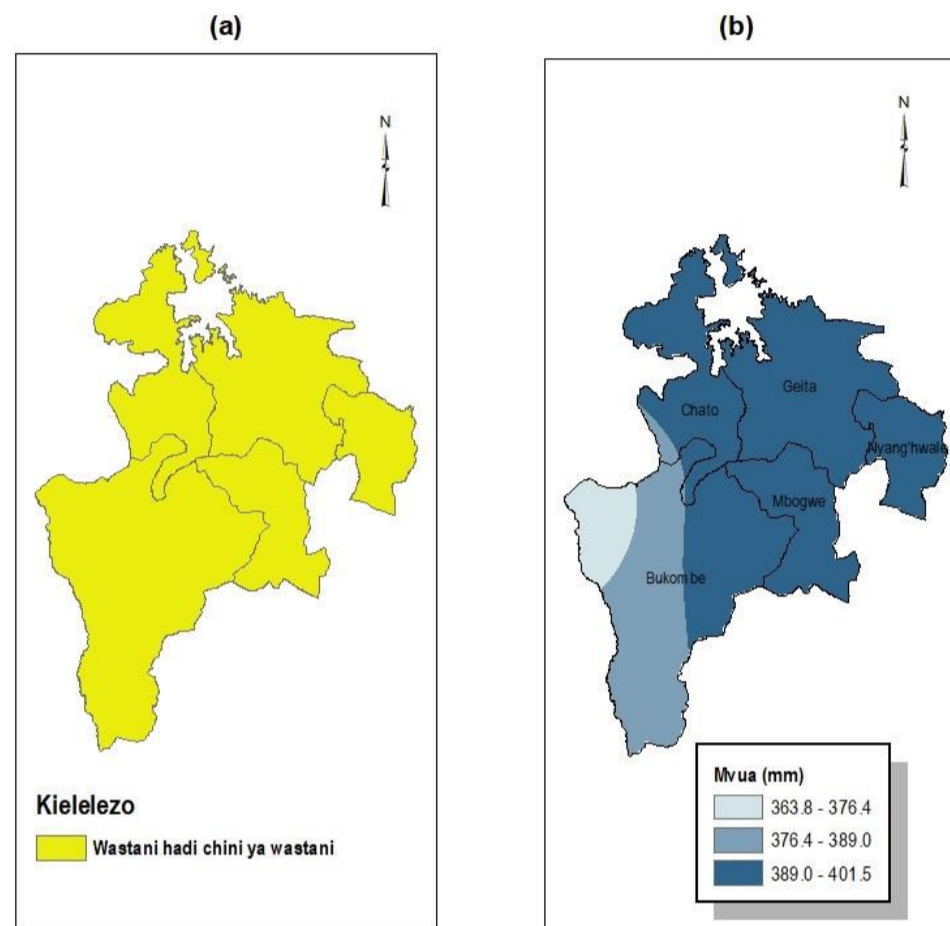 (a)
N
Kielelezo
Wastani hadi chini ya wastani
(b)
N
Geita
Chato
Nyang'hwale
Mbogwe
Bukombe
Mvua (mm)
363.8 - 376.4
376.4 - 389.0
389.0 - 401.5